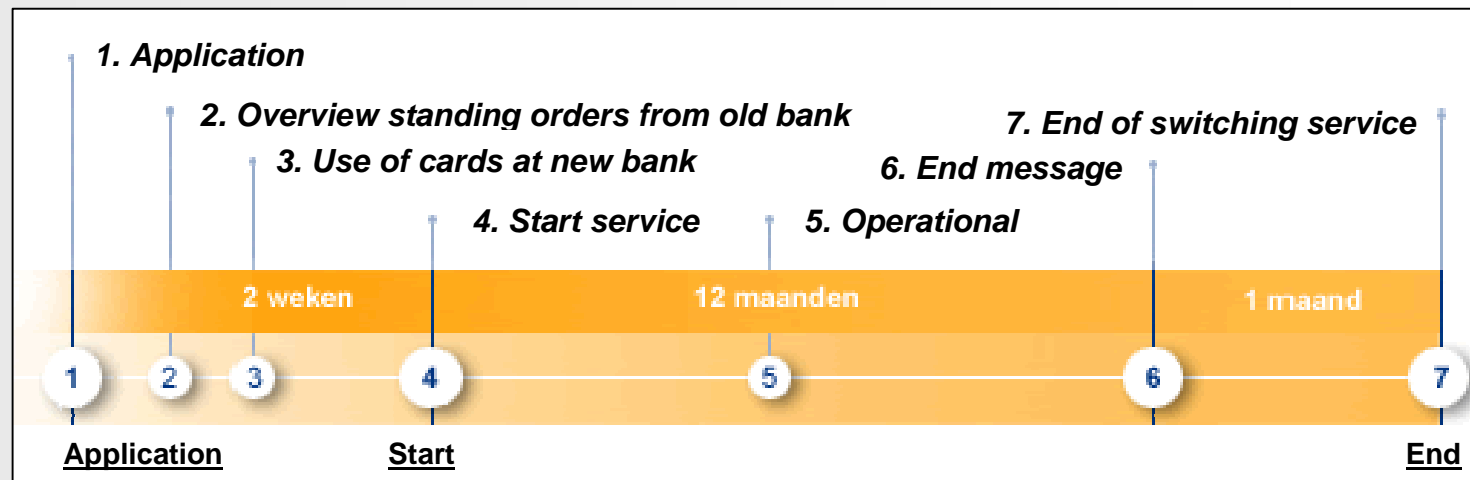 1. Application
2. Overview standing orders from old bank
7. End of switching service
3. Use of cards at new bank
6. End message
4. Start service
5. Operational
2 weken
12 maanden
1 maand
1
2
3
4
5
6
7
Application
Start
End